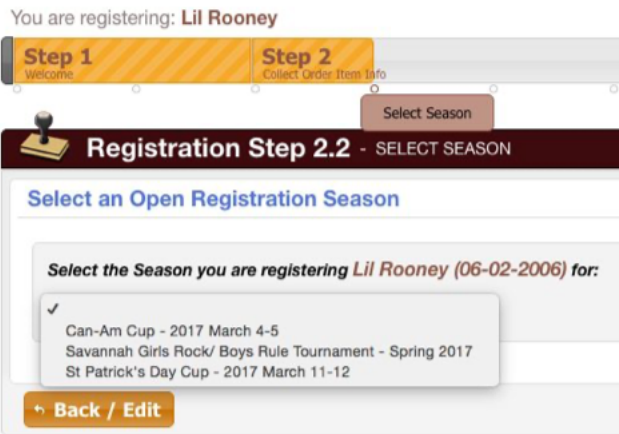 You are registering: Lil Rooney
Step 1
Welcome
Step 2
Collect Order Item Info
Select Season
Registration Step 2.2 - SELECT SEASON
Select an Open Registration Season
Select the Season you are registering Lil Rooney (06-02-2006) for:
Can-Am Cup - 2017 March 4-5
Savannah Girls Rock/ Boys Rule Tournament - Spring 2017
St Patrick's Day Cup - 2017 March 11-12
Back / Edit